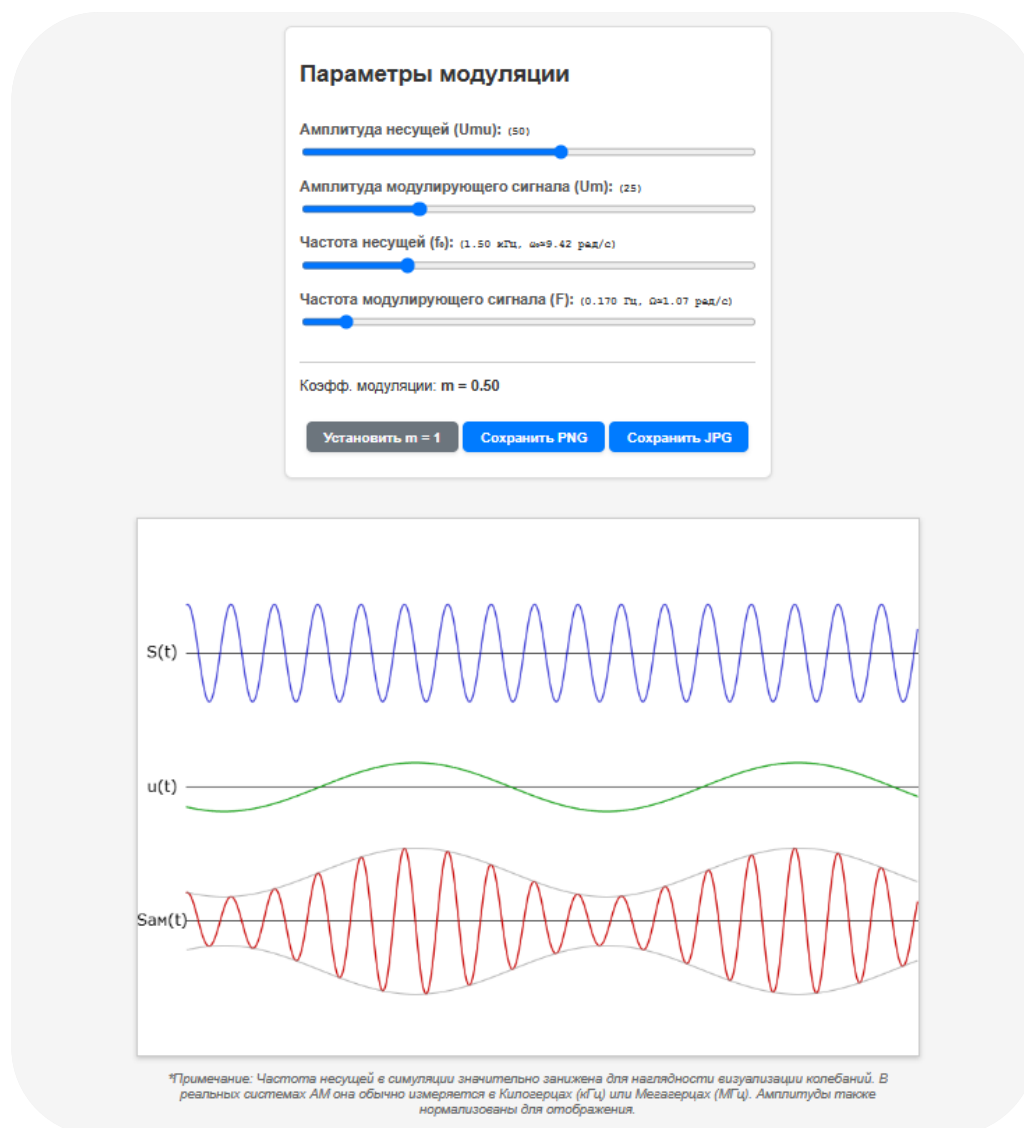 Параметры модуляции
Амплитуда несущей (Umu): (50)
Амплитуда модулирующего сигнала (Um): (25)
Частота несущей (f₀): (1.50 кГц, ω₀=9.42 рад/с)
Частота модулирующего сигнала (F): (0.170 Гц, Ω=1.07 рад/с)
Коэфф. модуляции: m = 0.50
Установить m = 1 Сохранить PNG Сохранить JPG
S(t)
u(t)
Sам(t)
*Примечание: Частота несущей в симуляции значительно занижена для наглядности визуализации колебаний. В
реальных системах АМ она обычно измеряется в Килогерцах (кГц) или Мегагерцах (МГц). Амплитуды также
нормализованы для отображения.